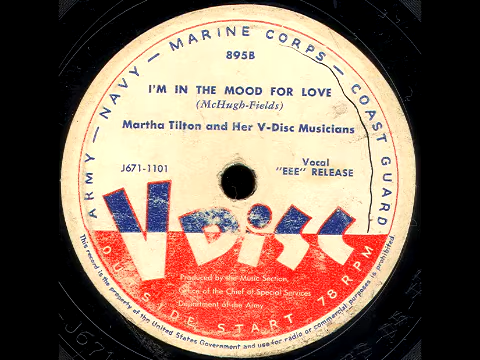 ARMY — NAVY — MARINE CORPS — COAST GUARD
895B
I'M IN THE MOOD FOR LOVE
(McHugh-Fields)
Martha Tilton and Her V-Disc Musicians
J671-1101
Vocal
"EEE" RELEASE
V DISC
Produced by the Music Section,
Office of the Chief of Special Services
Department of the Army
OUTSIDE START 78 RPM
This record is the property of the United States Government and use for radio or commercial purposes is prohibited.